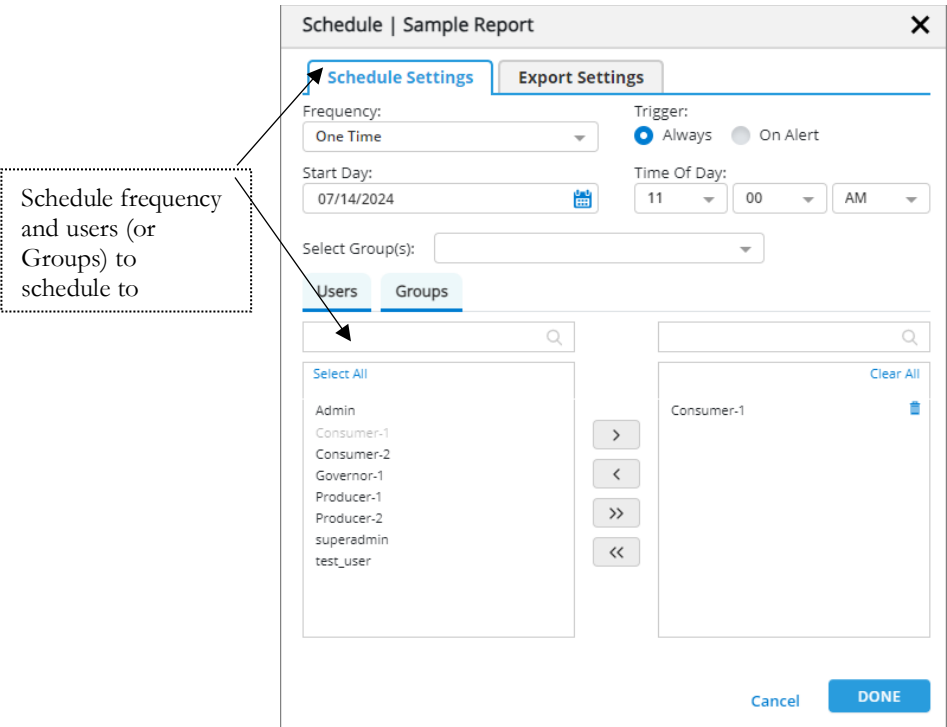 Schedule | Sample Report
Schedule Settings
Export Settings
Frequency:
Trigger:
One Time
Always
On Alert
Start Day:
Time Of Day:
07/14/2024
11
00
AM
Schedule frequency
and users (or
Groups) to
schedule to
Select Group(s):
Users
Groups
Select All
Clear All
Admin
Consumer-1
Consumer-2
Governor-1
Producer-1
Producer-2
superadmin
test_user
Consumer-1
Cancel
DONE